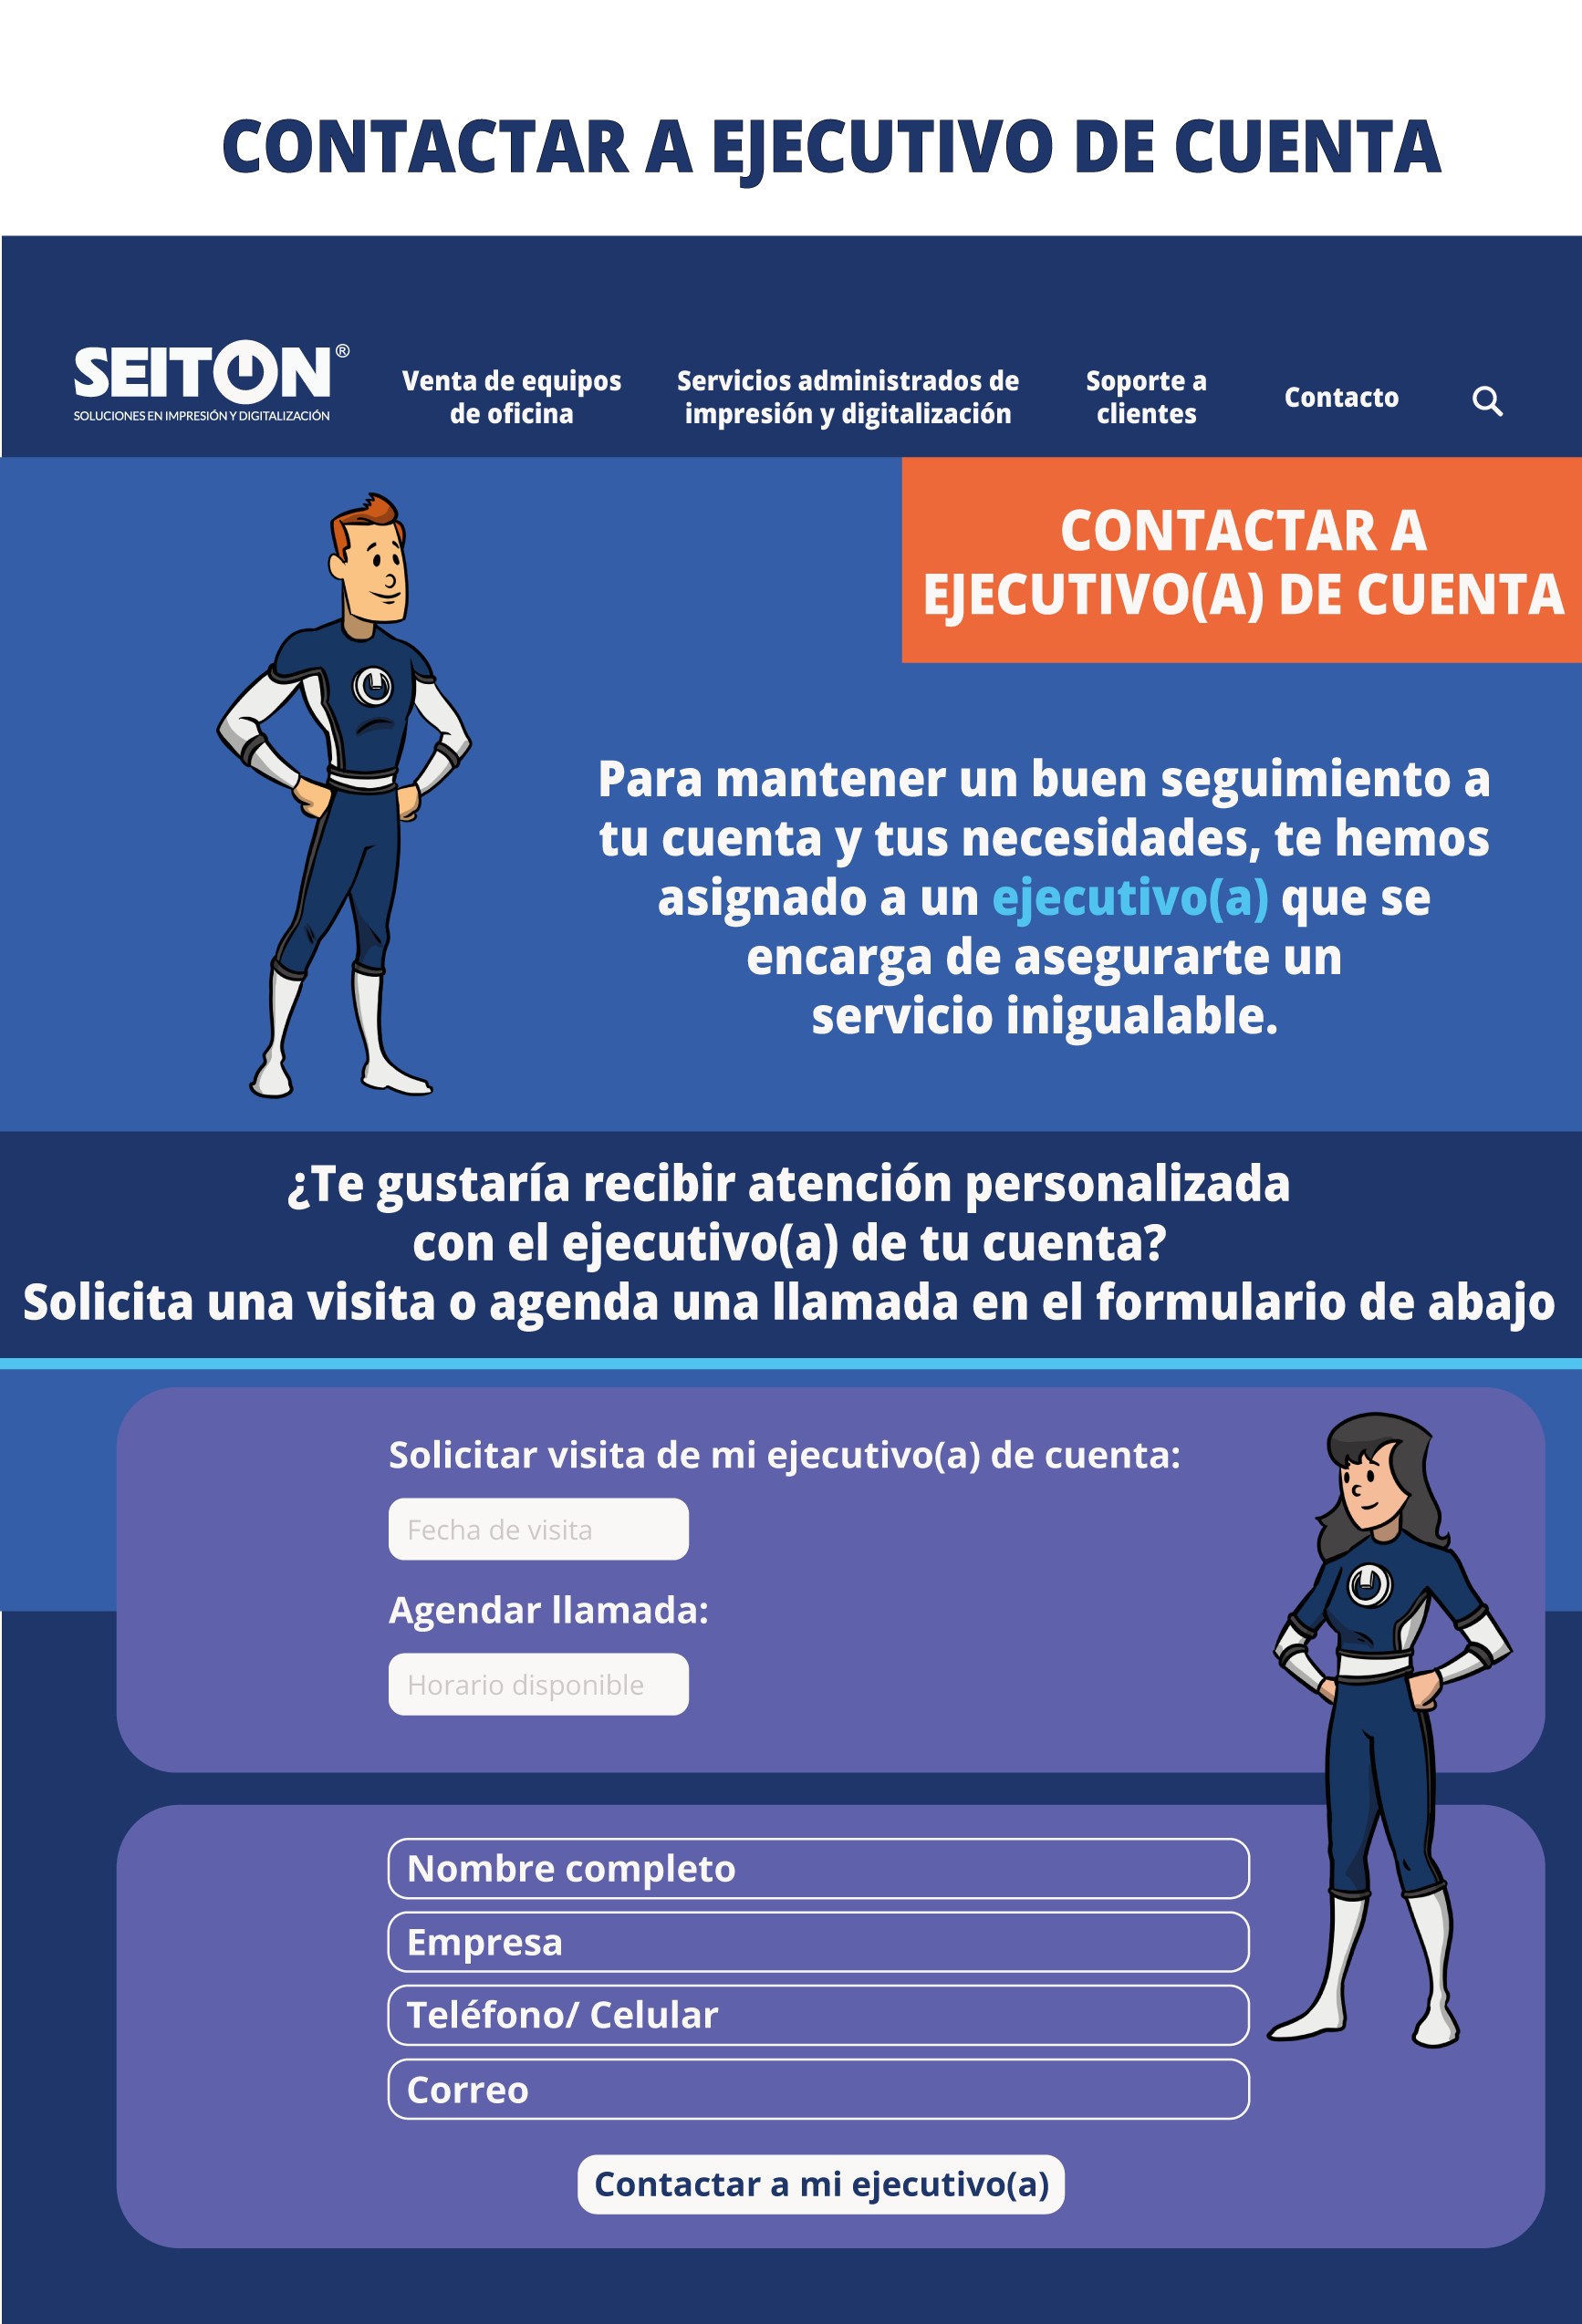 CONTACTAR A EJECUTIVO DE CUENTA
SEITON®
SOLUCIONES EN IMPRESIÓN Y DIGITALIZACIÓN
Venta de equipos
de oficina
Servicios administrados de
impresión y digitalización
Soporte a
clientes
Contacto
CONTACTAR A
EJECUTIVO(A) DE CUENTA
Para mantener un buen seguimiento a
tu cuenta y tus necesidades, te hemos
asignado a un ejecutivo(a) que se
encarga de asegurarte un
servicio inigualable.
¿Te gustaría recibir atención personalizada
con el ejecutivo(a) de tu cuenta?
Solicita una visita o agenda una llamada en el formulario de abajo
Solicitar visita de mi ejecutivo(a) de cuenta:
Fecha de visita
Agendar llamada:
Horario disponible
Nombre completo
Empresa
Teléfono/ Celular
Correo
Contactar a mi ejecutivo(a)